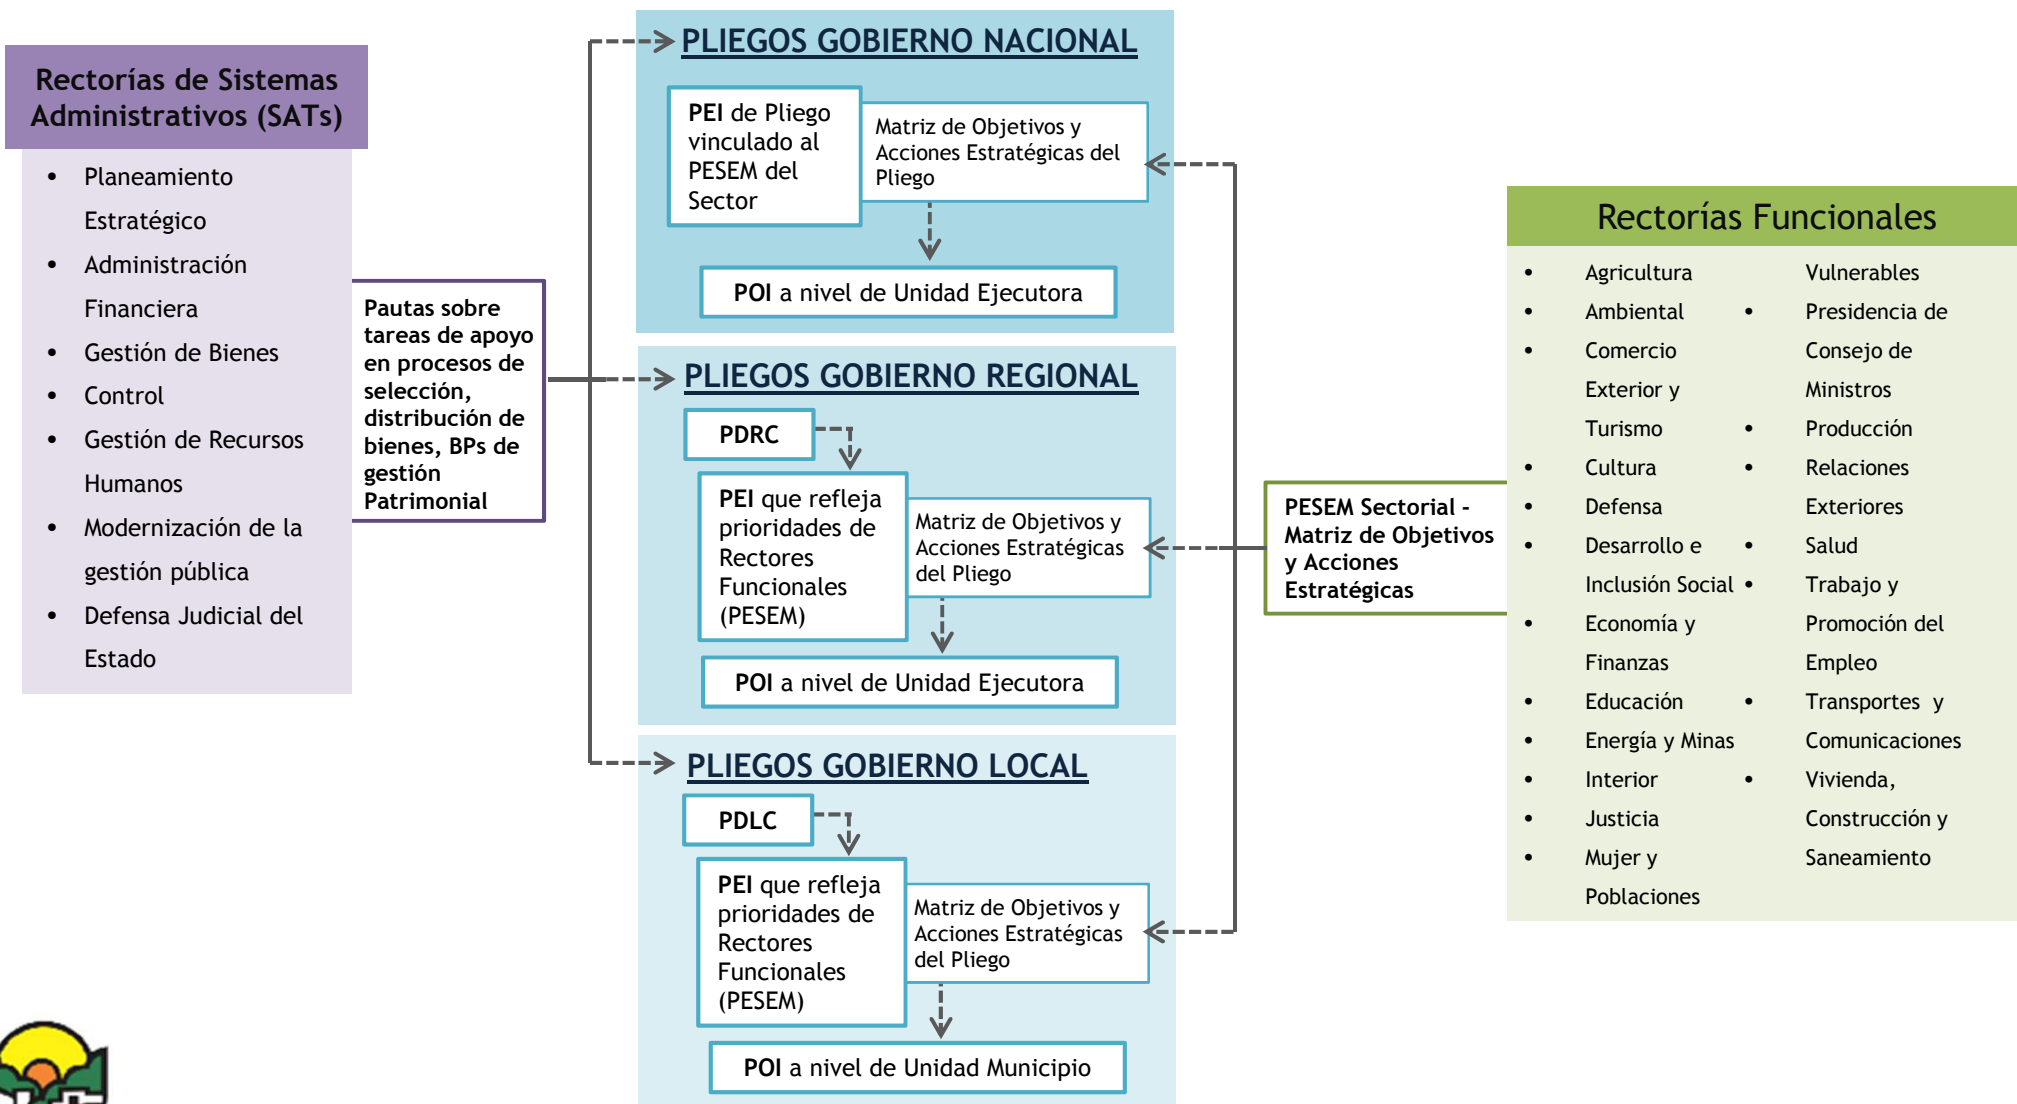 Rectorías de Sistemas
Administrativos (SATs)
• Planeamiento
Estratégico
• Administración
Financiera
• Gestión de Bienes
• Control
• Gestión de Recursos
Humanos
• Modernización de la
gestión pública
• Defensa Judicial del
Estado
Pautas sobre
tareas de apoyo
en procesos de
selección,
distribución de
bienes, BPs de
gestión
Patrimonial
PLIEGOS GOBIERNO NACIONAL
PEI de Pliego
vinculado al
PESEM del
Sector
Matriz de Objetivos y
Acciones Estratégicas del
Pliego
POI a nivel de Unidad Ejecutora
PLIEGOS GOBIERNO REGIONAL
PDRC
PEI que refleja
prioridades de
Rectores
Funcionales
(PESEM)
Matriz de Objetivos y
Acciones Estratégicas
del Pliego
POI a nivel de Unidad Ejecutora
PLIEGOS GOBIERNO LOCAL
PDLC
PEI que refleja
prioridades de
Rectores
Funcionales
(PESEM)
Matriz de Objetivos y
Acciones Estratégicas
del Pliego
POI a nivel de Unidad Municipio
PESEM Sectorial -
Matriz de Objetivos
y Acciones
Estratégicas
Rectorías Funcionales
• Agricultura
• Ambiental
• Comercio
Exterior y
Turismo
• Cultura
• Defensa
• Desarrollo e
Inclusión Social
• Economía y
Finanzas
• Educación
• Energía y Minas
• Interior
• Justicia
• Mujer y
Poblaciones
Vulnerables
• Presidencia de
Consejo de
Ministros
• Producción
• Relaciones
Exteriores
• Salud
• Trabajo y
Promoción del
Empleo
• Transportes y
Comunicaciones
• Vivienda,
Construcción y
Saneamiento